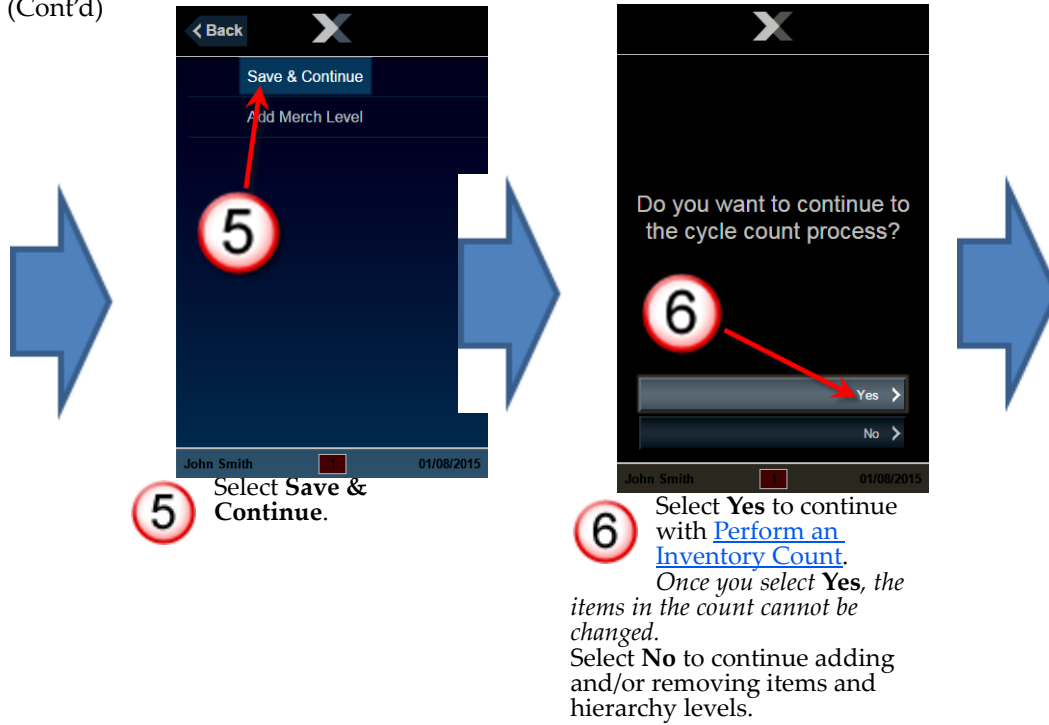 (Cont'd)
Back
Save & Continue
Add Merch Level
5
John Smith
1
01/08/2015
5
Select Save &
Continue.
Do you want to continue to
the cycle count process?
6
Yes
No
John Smith
1
01/08/2015
6
Select Yes to continue
with Perform an
Inventory Count.
Once you select Yes, the
items in the count cannot be
changed.
Select No to continue adding
and/or removing items and
hierarchy levels.